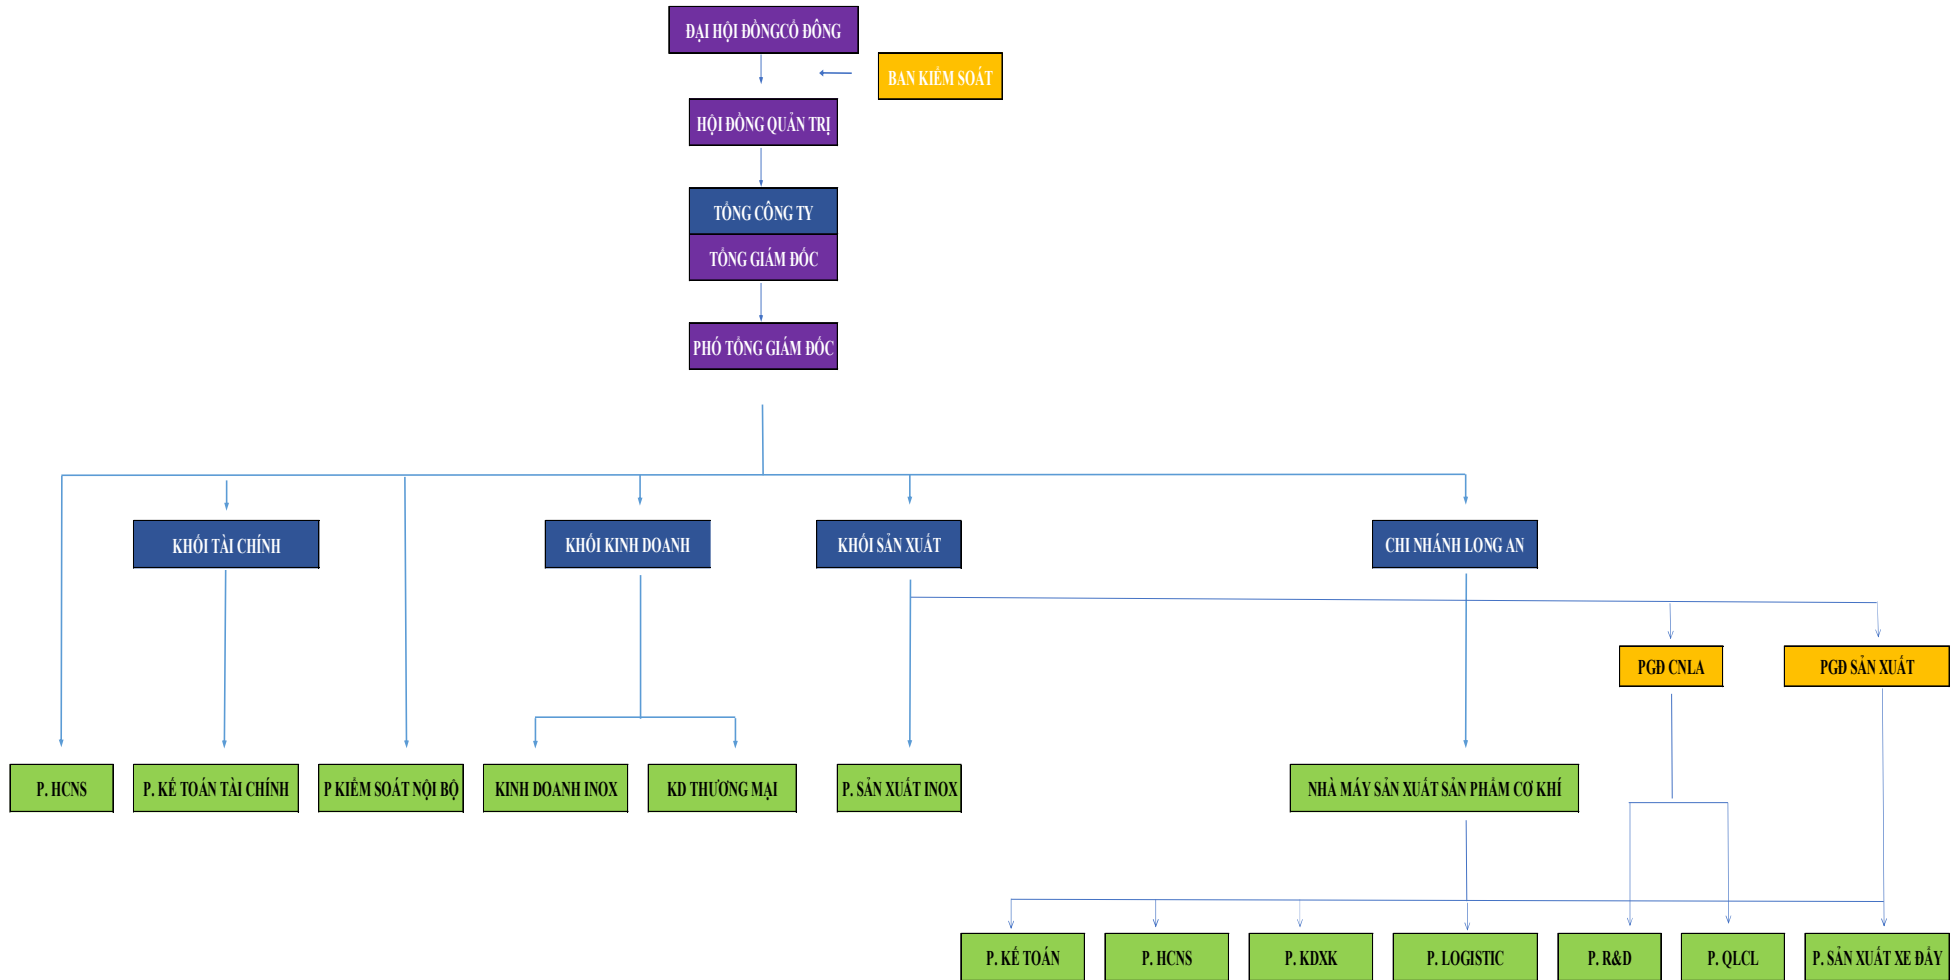 ĐẠI HỘI ĐỒNGCỔ ĐÔNG
BAN KIỂM SOÁT
HỘI ĐỒNG QUẢN TRỊ
TỔNG CÔNG TY
TỔNG GIÁM ĐỐC
PHÓ TỔNG GIÁM ĐỐC
KHỐI TÀI CHÍNH
KHỐI KINH DOANH
KHỐI SẢN XUẤT
CHI NHÁNH LONG AN
PGĐ CNLA
PGĐ SẢN XUẤT
P. HCNS
P. KẾ TOÁN TÀI CHÍNH
P KIỂM SOÁT NỘI BỘ
KINH DOANH INOX
KD THƯƠNG MẠI
P. SẢN XUẤT INOX
NHÀ MÁY SẢN XUẤT SẢN PHẨM CƠ KHÍ
P. KẾ TOÁN
P. HCNS
P. KDXK
P. LOGISTIC
P. R&D
P. QLCL
P. SẢN XUẤT XE ĐẨY